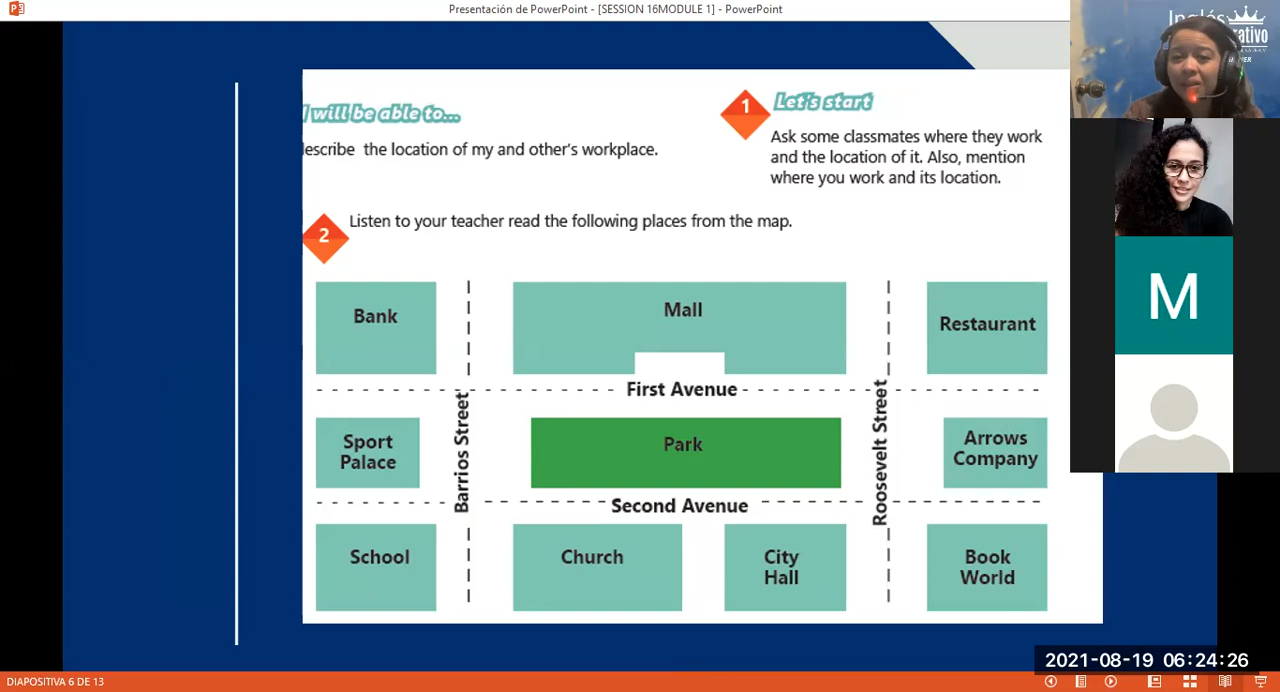 Presentación de PowerPoint - [SESSION 16MODULE 1] - PowerPoint
Inglés
rativo
I will be able to...
escribe the location of my and other's workplace.
1
Let's start
Ask some classmates where they work
and the location of it. Also, mention
where you work and its location.
2
Listen to your teacher read the following places from the map.
Bank
Mall
Restaurant
First Avenue
Sport
Palace
Barrios Street
Park
Roosevelt Street
Arrows
Company
Second Avenue
School
Church
City
Hall
Book
World
M
2021-08-19 06:24:26
DIAPOSITIVA 6 DE 13